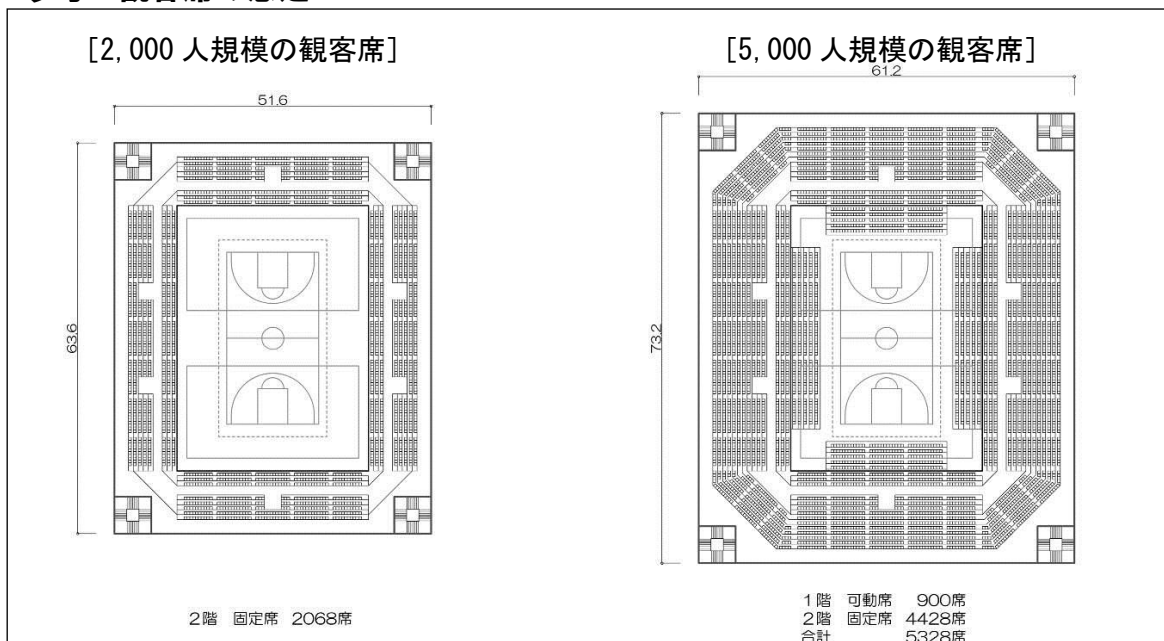 [2,000 人規模の観客席]
51.6
63.6
2階 固定席 2068席
[5,000 人規模の観客席]
61.2
73.2
1階 可動席 900席
2階 固定席 4428席
合計 5328席